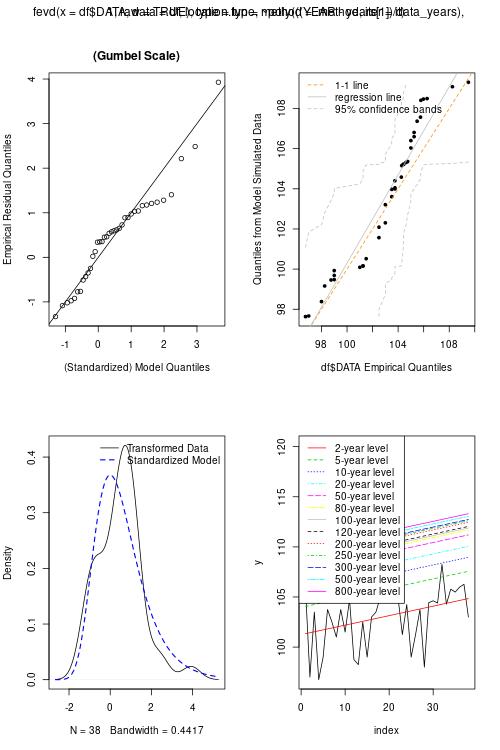 fevd(x = df$DATA,
data_years),
(Gumbel Scale)
Empirical Residual Quantiles
-1 0 1 2 3 4
-1 0 1 2 3
(Standardized) Model Quantiles
1-1 line
regression line
95% confidence bands
Quantiles from Model Simulated Data
98 100 102 104 106 108
98 100 104 108
df$DATA Empirical Quantiles
Transformed Data
Standardized Model
Density
0.0 0.1 0.2 0.3 0.4
-2 0 2 4
N = 38 Bandwidth = 0.4417
2-year level
5-year level
10-year level
20-year level
50-year level
80-year level
100-year level
120-year level
200-year level
250-year level
300-year level
500-year level
800-year level
y
100 105 110 115 120
0 10 20 30
index